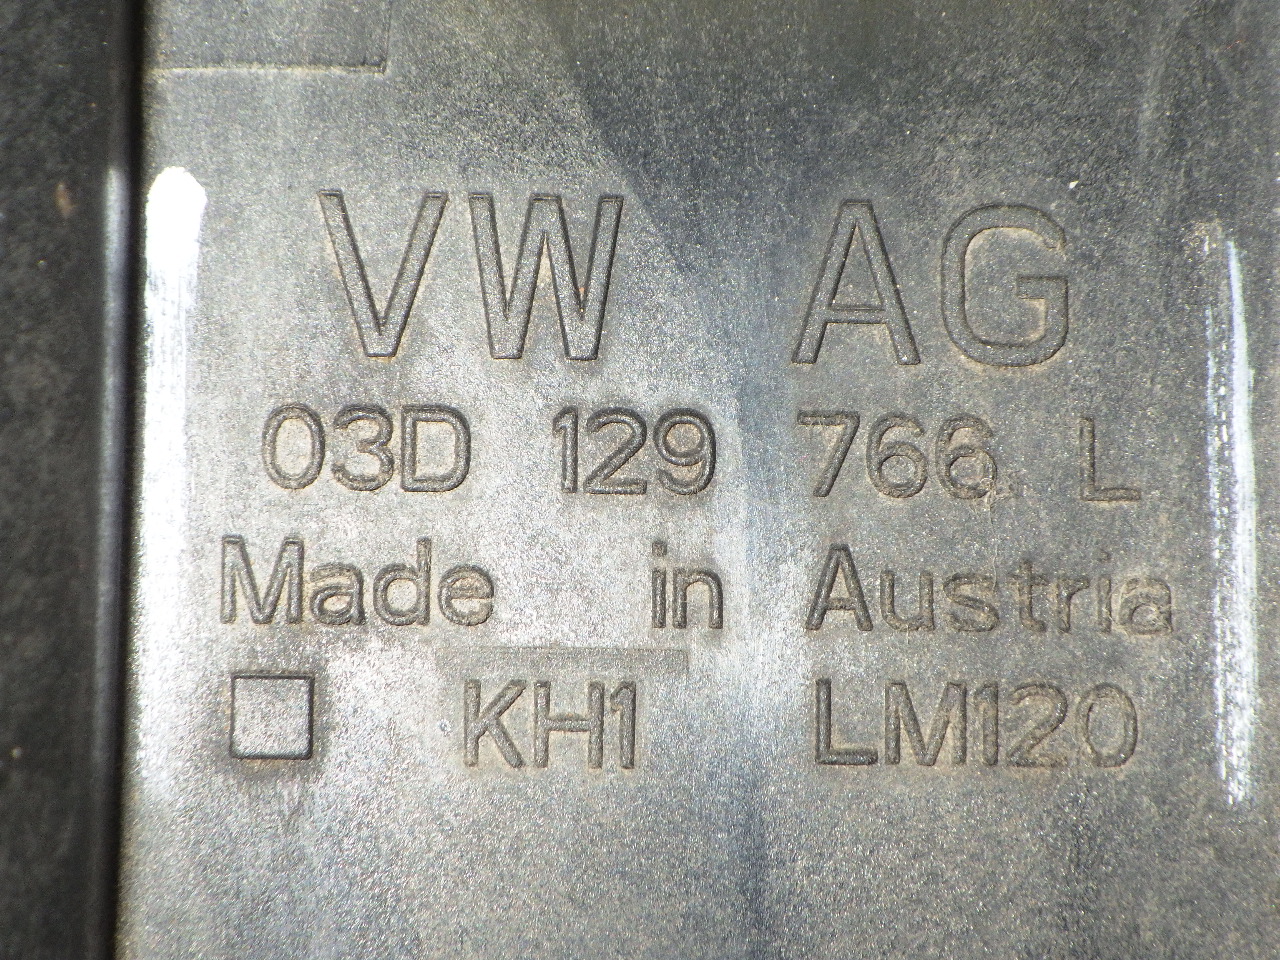 VW AG
03D 129 766 L
Made in Austria
KH1 LM120